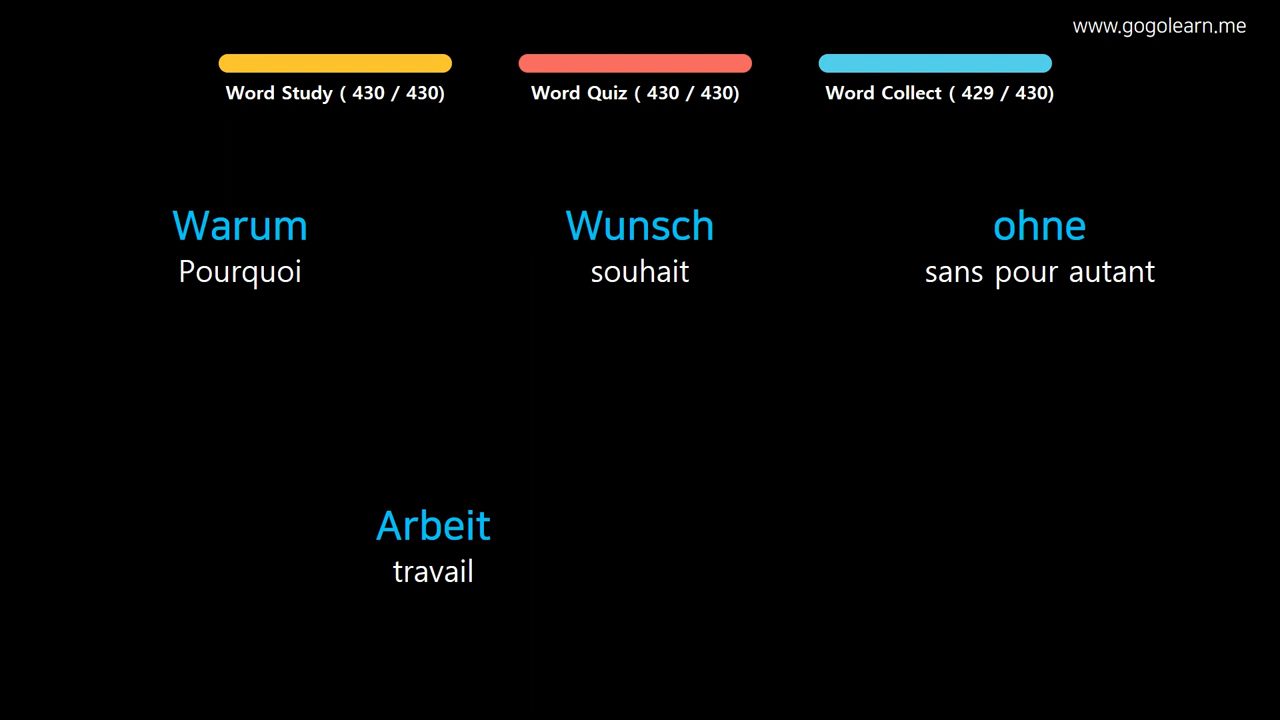 www.gogolearn.me
Word Study ( 430 / 430)
Word Quiz ( 430 / 430)
Word Collect ( 429 / 430)
Warum
Pourquoi
Wunsch
souhait
ohne
sans pour autant
Arbeit
travail